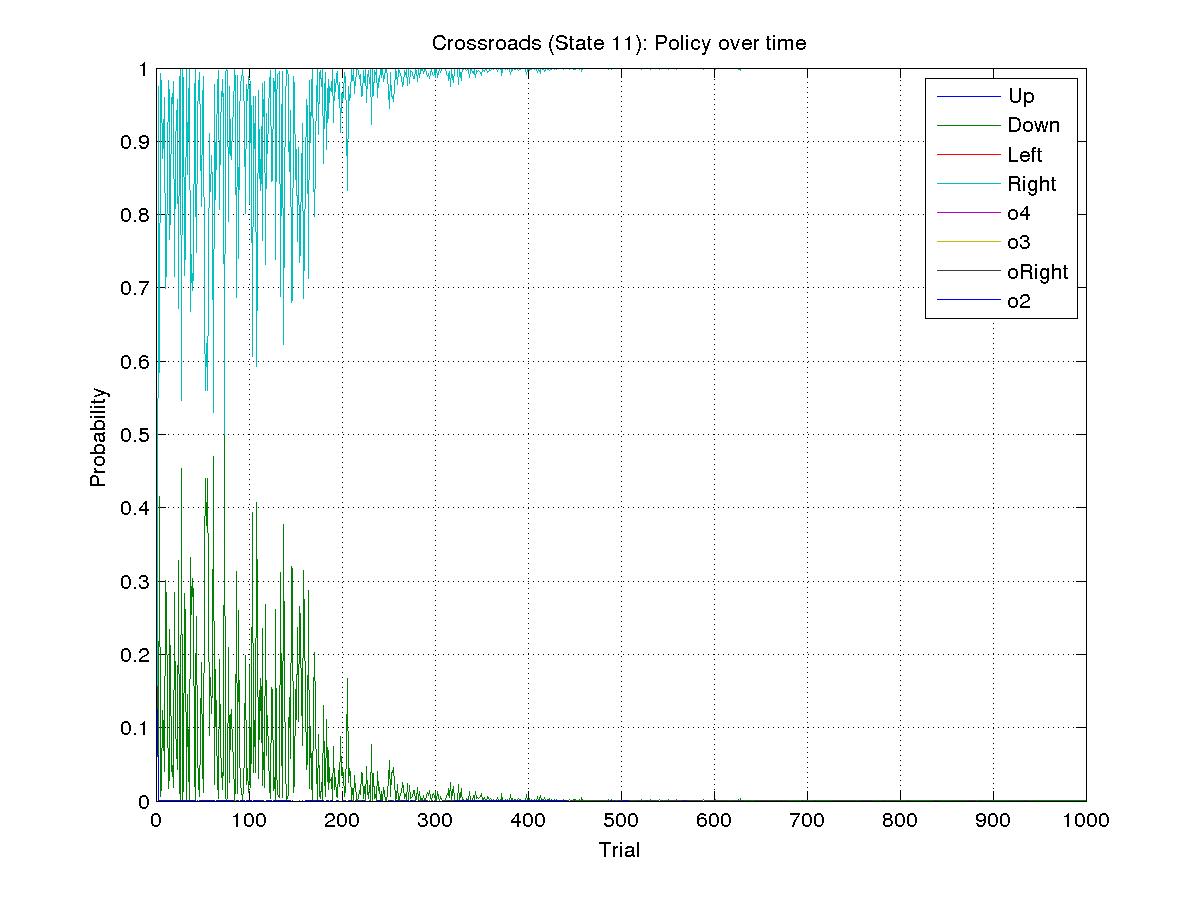 Crossroads (State 11): Policy over time
1
0.9
0.8
0.7
0.6
0.5
0.4
0.3
0.2
0.1
0
Probability
Up
Down
Left
Right
o4
o3
oRight
o2
0 100 200 300 400 500 600 700 800 900 1000
Trial